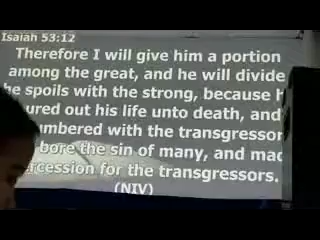 Isaiah 53:12
Therefore I will give him a portion
among the great, and he will divide
he spoils with the strong, because h
ured out his life unto death, and
umbered with the transgressor
bore the sin of many, and mad
rcession for the transgressors.
(NIV)